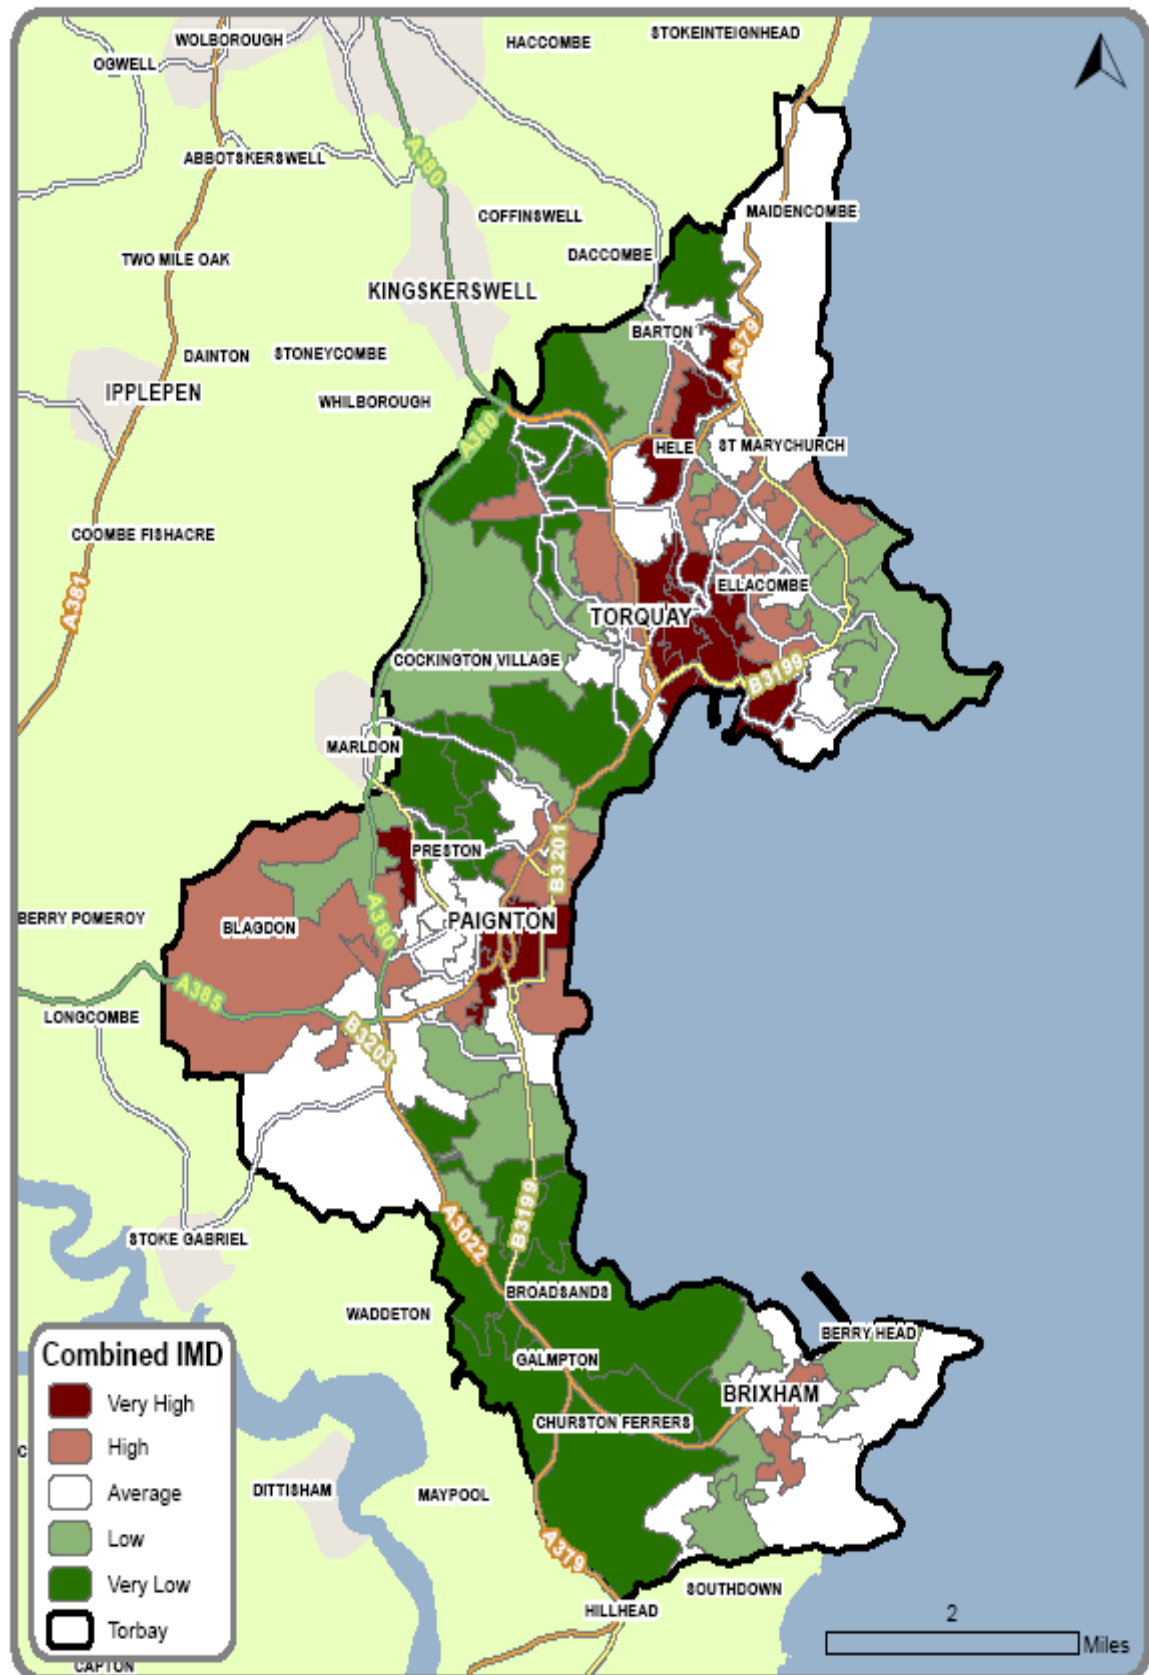 STOKEINTEIGNHEAD
WOLBOROUGH
HACCOMBE
OGWELL
ABBOTSKERSWELL
A380
COFFINSWELL
MAIDENCOMBE
DACCOMBE
TWO MILE OAK
KINGSKERSWELL
BARTON
A379
STONEYCOMBE
DAINTON
IPPLEPEN
WHILBOROUGH
A380
HELE
ST MARYCHURCH
COOMBE FISHACRE
A381
ELLACOMBE
TORQUAY
COCKINGTON VILLAGE
B3199
MARLDON
PRESTON
B3201
BERRY POMEROY
BLAGDON
A380
PAIGNTON
A385
LONGCOMBE
B3203
STOKE GABRIEL
A3022
B3199
BROADSANDS
WADDETON
BERRY HEAD
GALMPTON
BRIXHAM
CHURSTON FERRERS
DITTISHAM
MAYPOOL
A379
SOUTHDOWN
HILLHEAD
CAPTON
Combined IMD
Very High
High
Average
Low
Very Low
Torbay
2
Miles